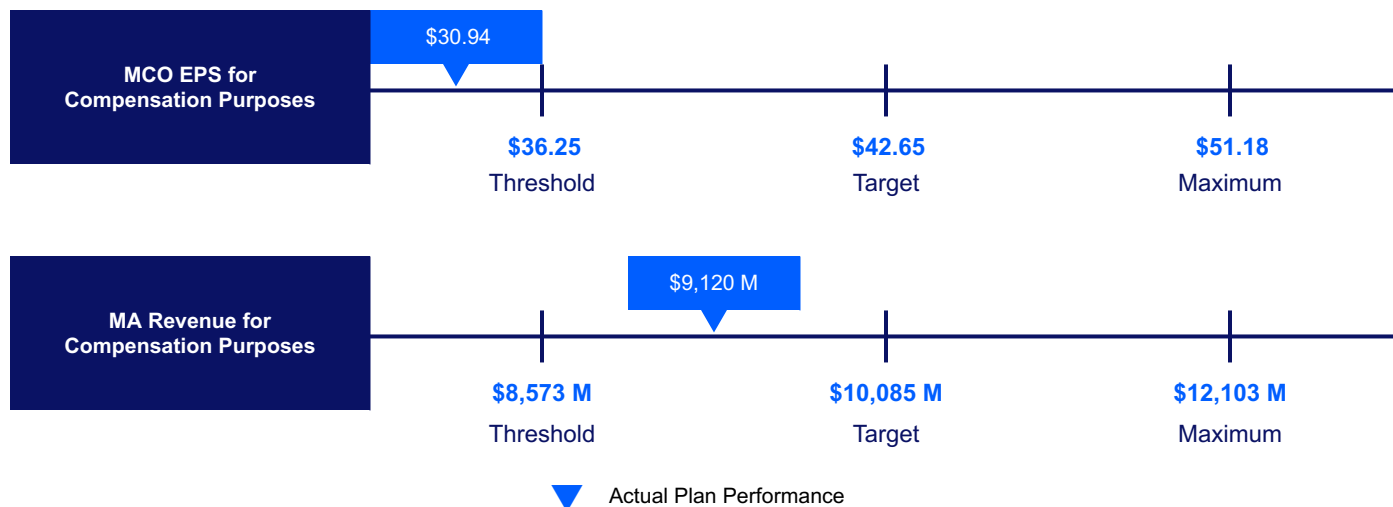 $30.94
MCO EPS for
Compensation Purposes
$36.25
$42.65
$51.18
Threshold
Target
Maximum
$9,120 M
MA Revenue for
Compensation Purposes
$8,573 M
$10,085 M
$12,103 M
Threshold
Target
Maximum
Actual Plan Performance